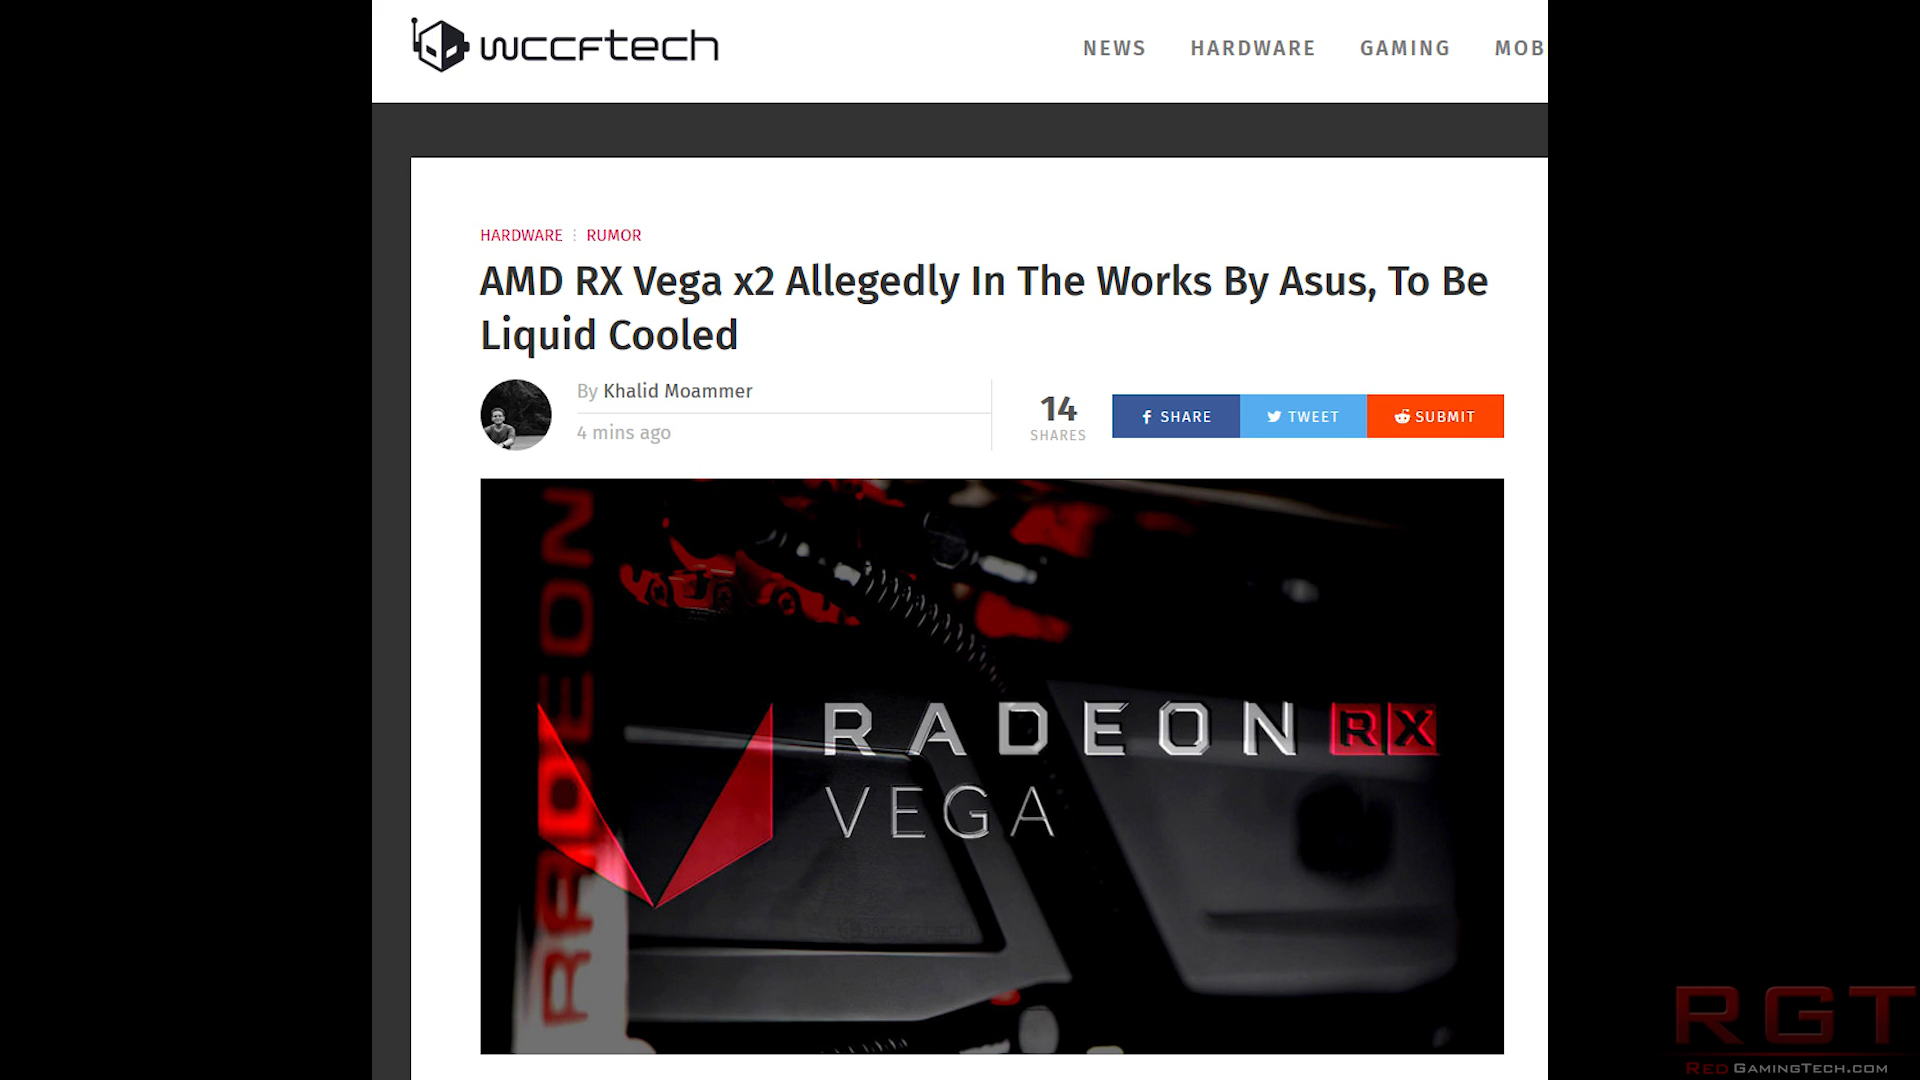 wccftech
NEWS HARDWARE GAMING MOB
HARDWARE ⋮ RUMOR
AMD RX Vega x2 Allegedly In The Works By Asus, To Be
Liquid Cooled
By Khalid Moammer
4 mins ago
14
SHARES
SHARE
TWEET
SUBMIT
RADEON
RADEON RX
VEGA
wccftech
RGT
RedGamingTech.com